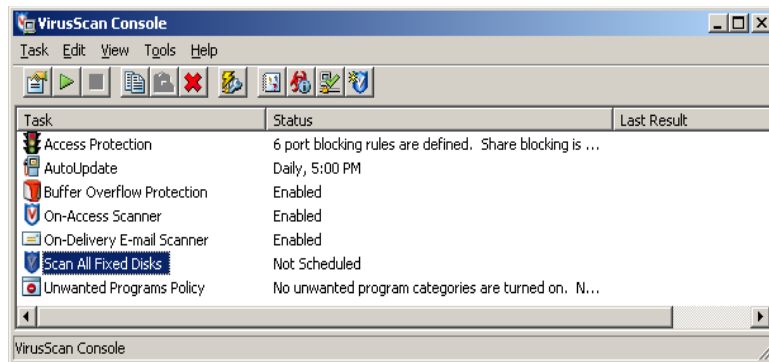 VirusScan Console
Task Edit View Tools Help
Task Status Last Result
Access Protection 6 port blocking rules are defined. Share blocking is ...
AutoUpdate Daily, 5:00 PM
Buffer Overflow Protection Enabled
On-Access Scanner Enabled
On-Delivery E-mail Scanner Enabled
Scan All Fixed Disks Not Scheduled
Unwanted Programs Policy No unwanted program categories are turned on. N...
VirusScan Console